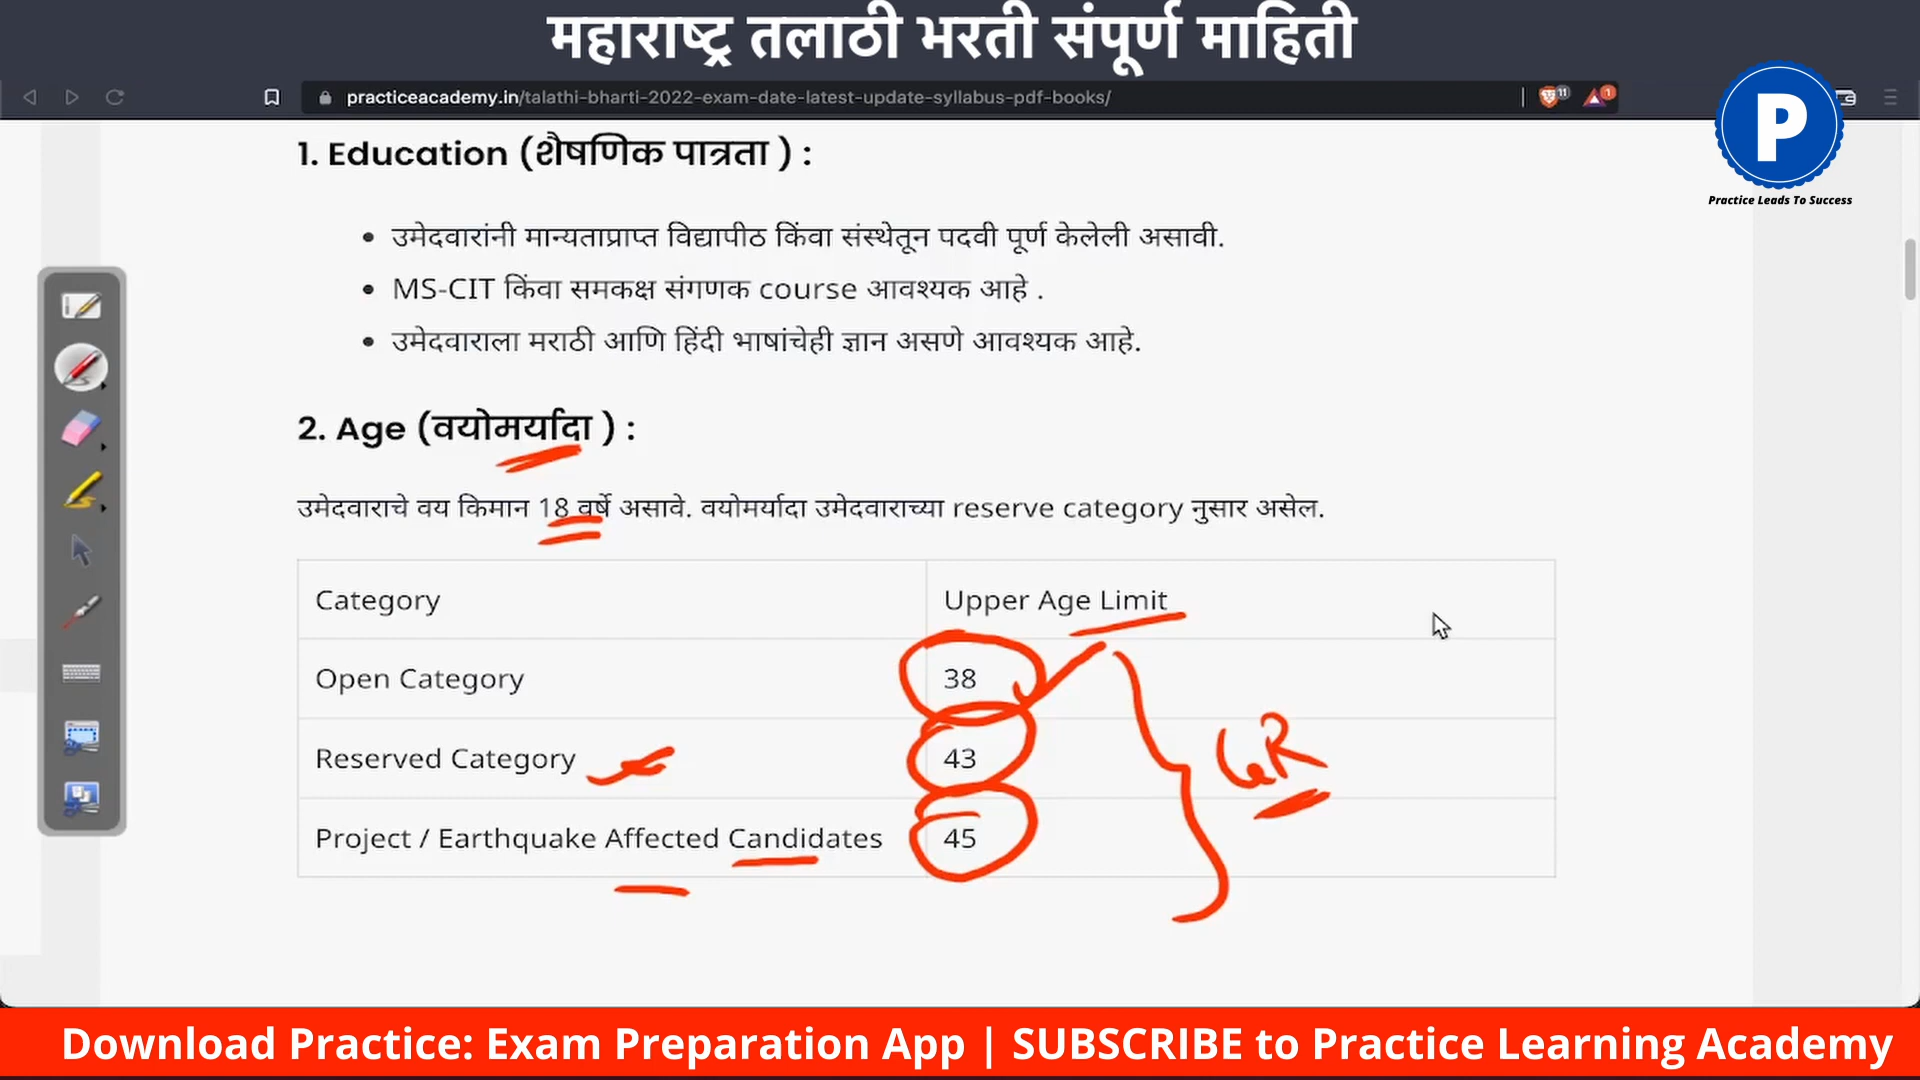 महाराष्ट्र तलाठी भरती संपूर्ण माहिती
practiceacademy.in/talathi-bharti-2022-exam-date-latest-update-syllabus-pdf-books/
11
1
P
Practice Leads To Success
1. Education (शैषणिक पात्रता ) :
उमेदवारांनी मान्यताप्राप्त विद्यापीठ किंवा संस्थेतून पदवी पूर्ण केलेली असावी.
MS-CIT किंवा समकक्ष संगणक course आवश्यक आहे .
उमेदवाराला मराठी आणि हिंदी भाषांचेही ज्ञान असणे आवश्यक आहे.
2. Age (वयोमर्यादा ) :
उमेदवाराचे वय किमान 18 वर्षे असावे. वयोमर्यादा उमेदवाराच्या reserve category नुसार असेल.
Category Upper Age Limit
Open Category 38
Reserved Category 43
GR
Project / Earthquake Affected Candidates 45
Download Practice: Exam Preparation App | SUBSCRIBE to Practice Learning Academy